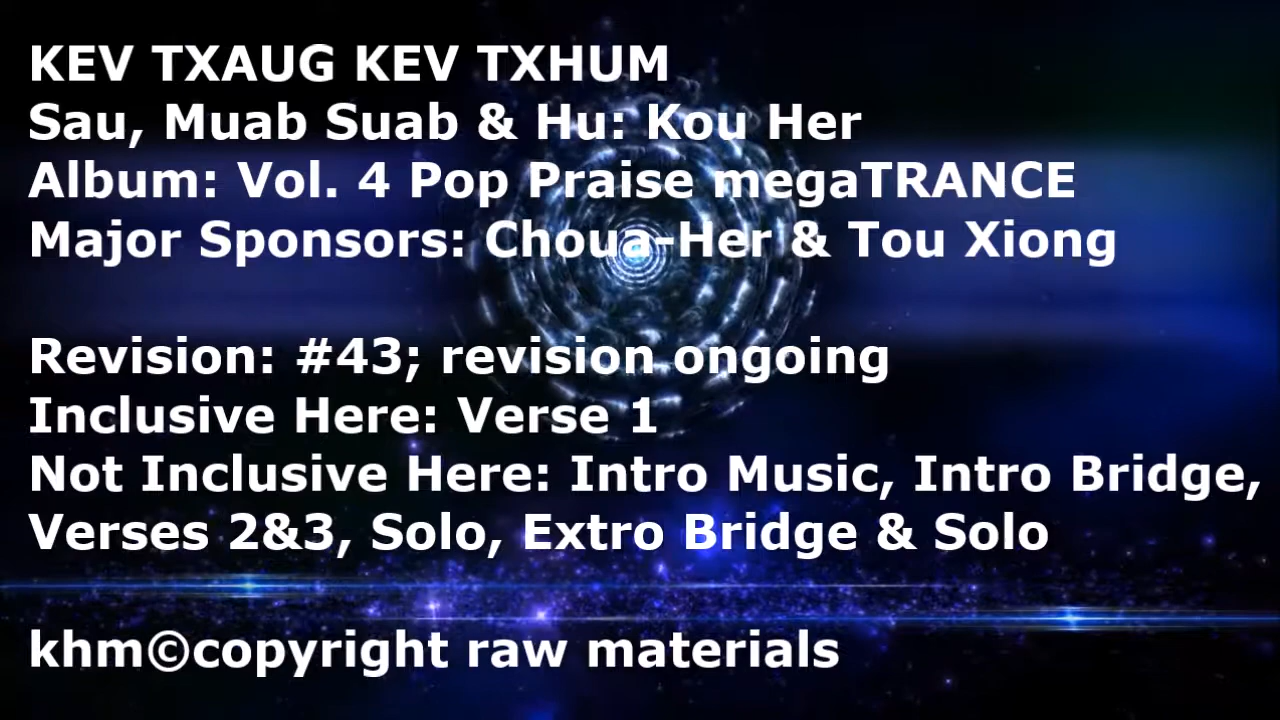 KEV TXAUG KEV TXHUM
Sau, Muab Suab & Hu: Kou Her
Album: Vol. 4 Pop Praise megaTRANCE
Major Sponsors: Choua-Her & Tou Xiong
Revision: #43; revision ongoing
Inclusive Here: Verse 1
Not Inclusive Here: Intro Music, Intro Bridge,
Verses 2&3, Solo, Extro Bridge & Solo
khm©copyright raw materials